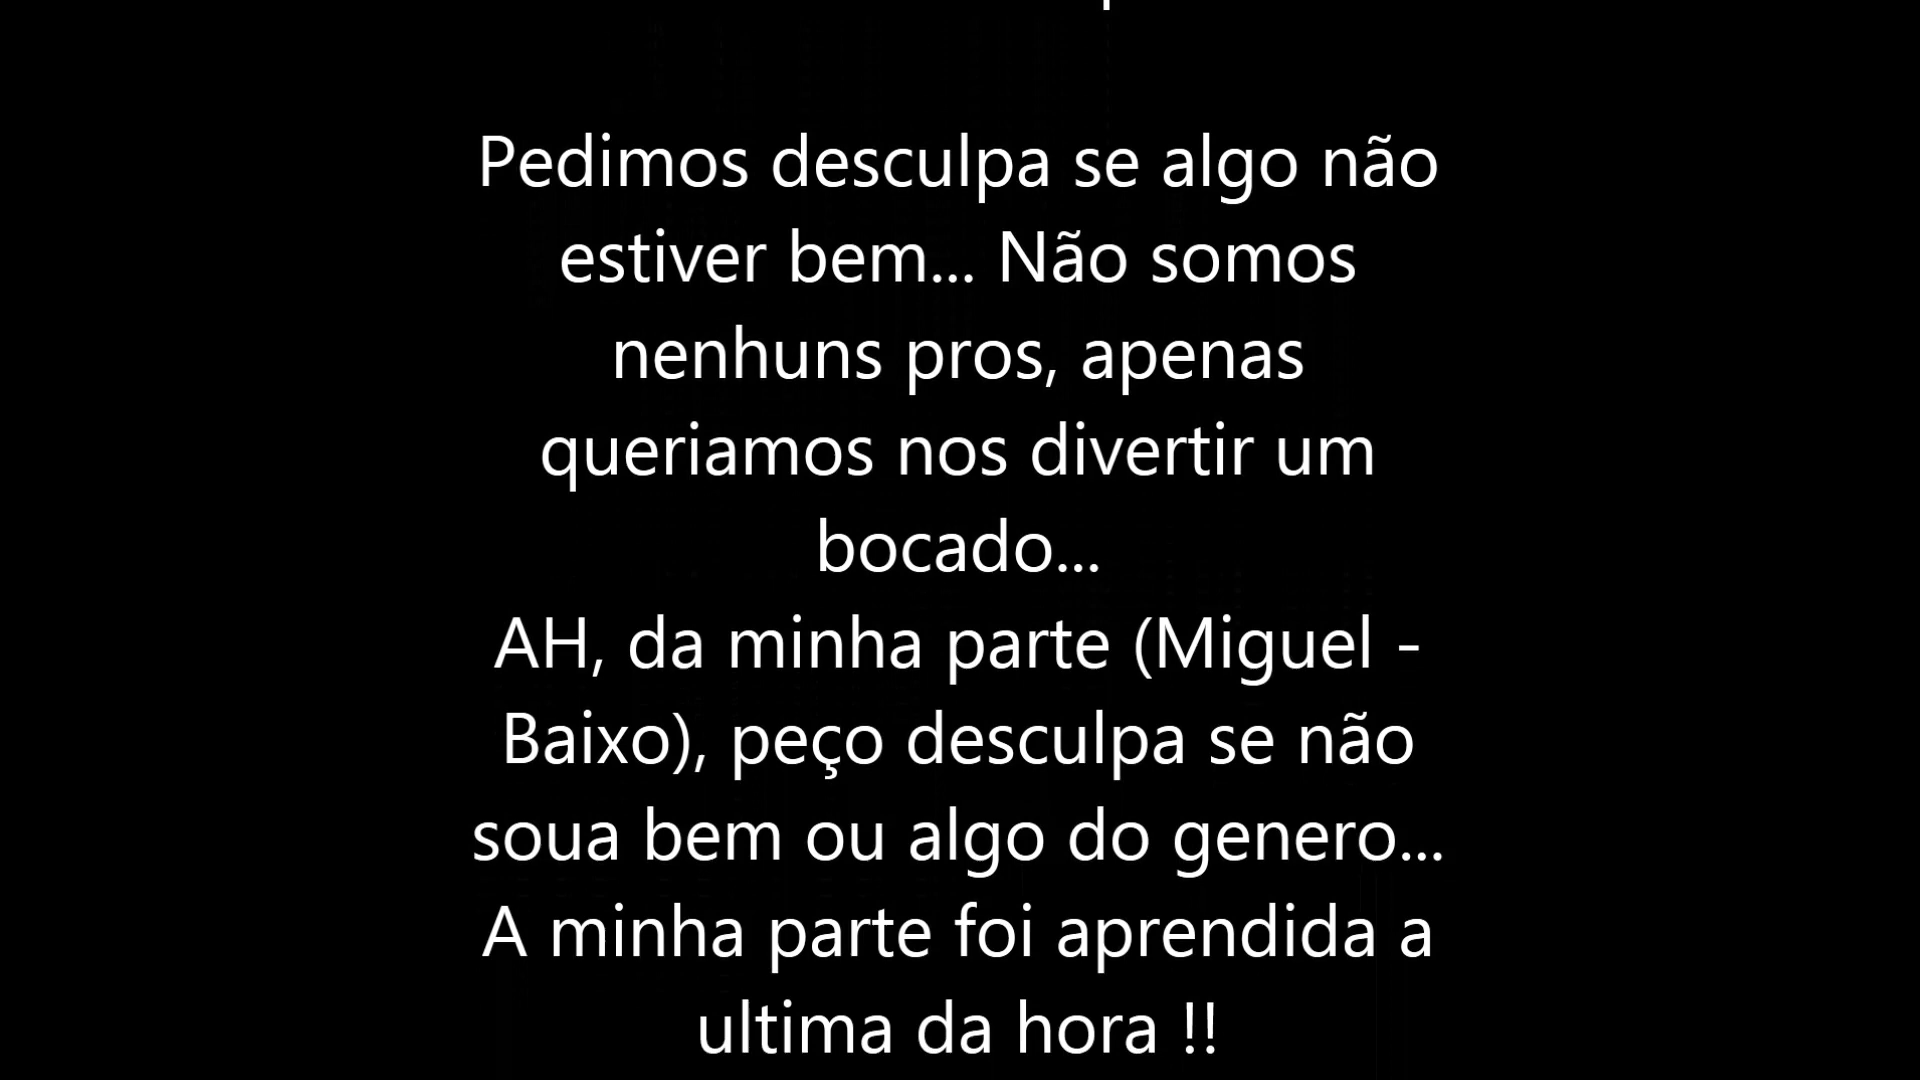 Pedimos desculpa se algo não
estiver bem... Não somos
nenhuns pros, apenas
queriamos nos divertir um
bocado...
AH, da minha parte (Miguel -
Baixo), peço desculpa se não
soua bem ou algo do genero...
A minha parte foi aprendida a
ultima da hora !!